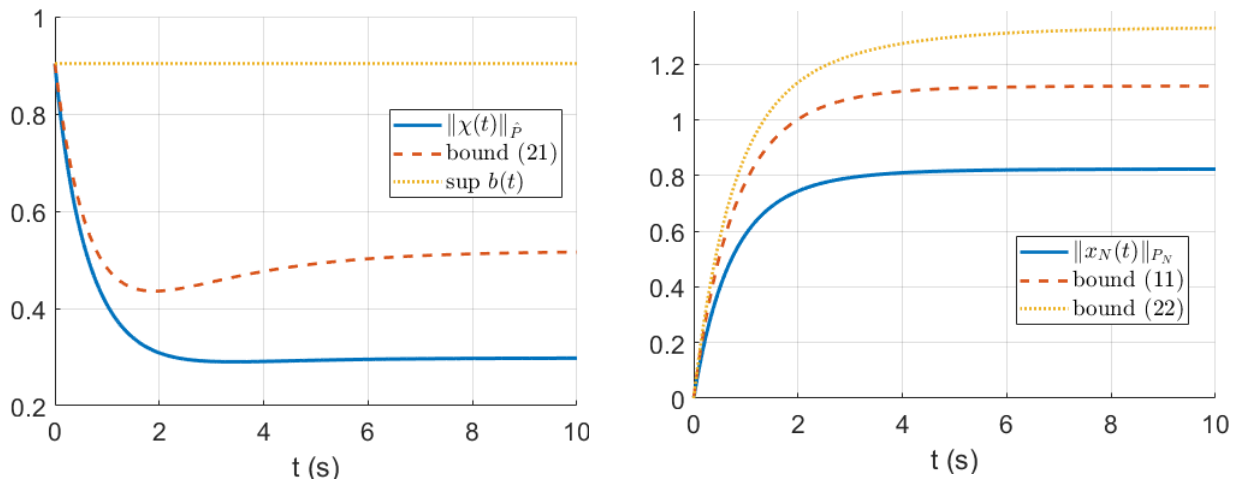 1
0.8
0.6
0.4
0.2
0 2 4 6 8 10
t (s)
‖χ(t)‖_P̂
bound (21)
sup b(t)
1.2
1
0.8
0.6
0.4
0.2
0
0 2 4 6 8 10
t (s)
‖x_N(t)‖_{P_N}
bound (11)
bound (22)